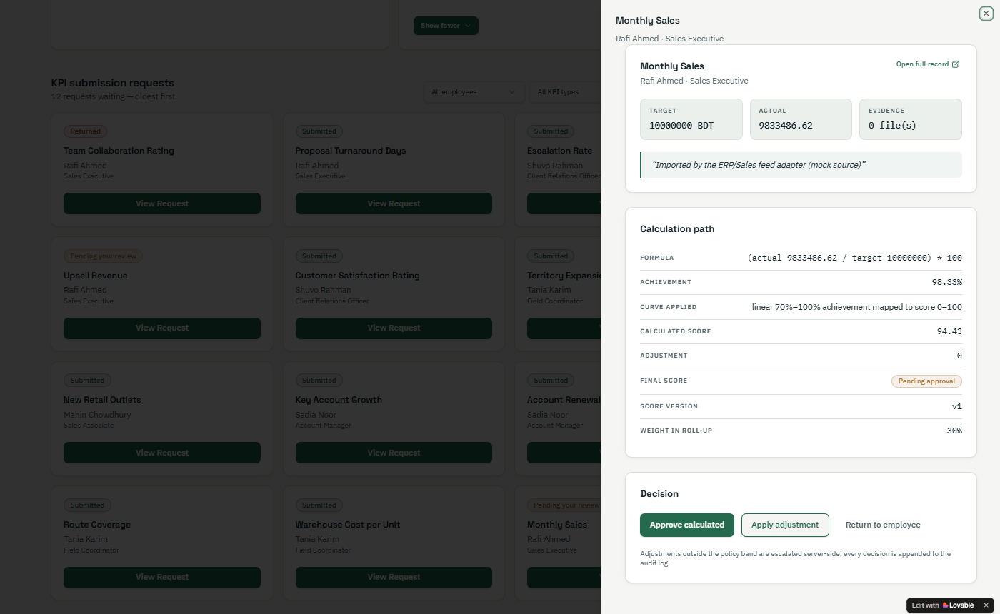 Show fewer
KPI submission requests
12 requests waiting — oldest first.
All employees
All KPI types
Returned
Team Collaboration Rating
Rafi Ahmed
Sales Executive
View Request
Submitted
Proposal Turnaround Days
Rafi Ahmed
Sales Executive
View Request
Submitted
Escalation Rate
Shuvo Rahman
Client Relations Officer
Pending your review
Upsell Revenue
Rafi Ahmed
Sales Executive
View Request
Submitted
Customer Satisfaction Rating
Shuvo Rahman
Client Relations Officer
View Request
Submitted
Territory Expansio
Tania Karim
Field Coordinator
Submitted
New Retail Outlets
Mahin Chowdhury
Sales Associate
View Request
Submitted
Key Account Growth
Sadia Noor
Account Manager
View Request
Submitted
Account Renewal
Sadia Noor
Account Manager
Submitted
Route Coverage
Tania Karim
Field Coordinator
View Request
Submitted
Warehouse Cost per Unit
Tania Karim
Field Coordinator
View Request
Pending your review
Monthly Sales
Rafi Ahmed
Sales Executive
Monthly Sales
Rafi Ahmed · Sales Executive
Monthly Sales
Open full record
Rafi Ahmed · Sales Executive
TARGET
10000000 BDT
ACTUAL
9833486.62
EVIDENCE
0 file(s)
“Imported by the ERP/Sales feed adapter (mock source)”
Calculation path
FORMULA (actual 9833486.62 / target 10000000) * 100
ACHIEVEMENT 98.33%
CURVE APPLIED linear 70%–100% achievement mapped to score 0–100
CALCULATED SCORE 94.43
ADJUSTMENT 0
FINAL SCORE Pending approval
SCORE VERSION v1
WEIGHT IN ROLL-UP 30%
Decision
Approve calculated
Apply adjustment
Return to employee
Adjustments outside the policy band are escalated server-side; every decision is appended to the
audit log.
Edit with Lovable